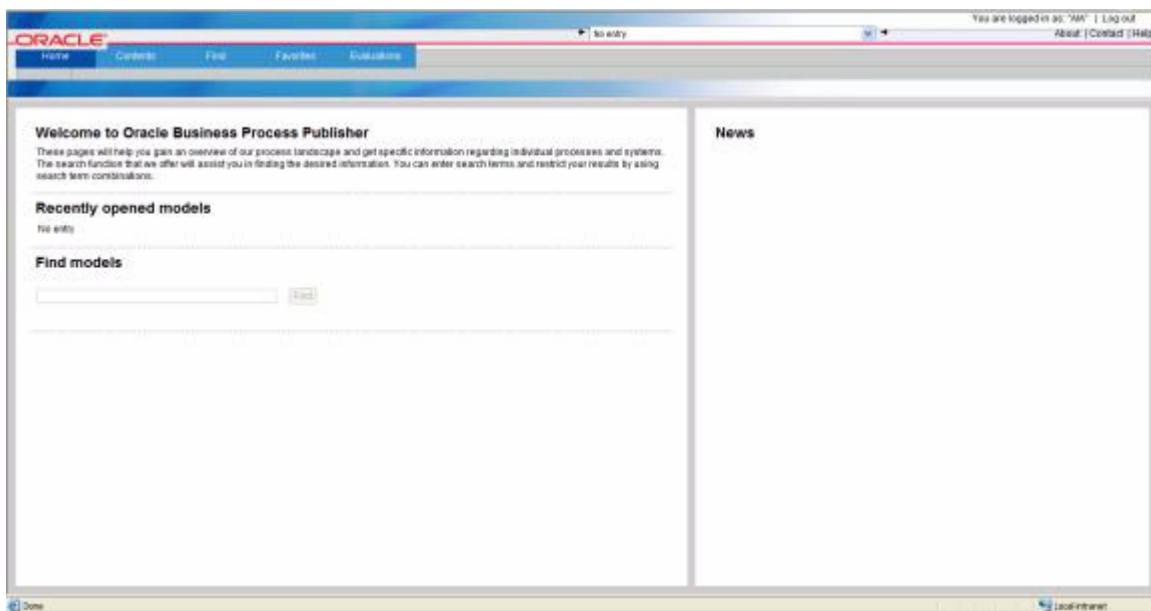 You are logged in as: "AIA" | Log out
ORACLE
No entry
About | Contact | Help
Home Contents Find Favorites Evaluations
Welcome to Oracle Business Process Publisher
These pages will help you gain an overview of our process landscape and get specific information regarding individual processes and systems.
The search function that we offer will assist you in finding the desired information. You can enter search terms and restrict your results by using
search term combinations.
Recently opened models
No entry
Find models
Find
News
Done
Local intranet